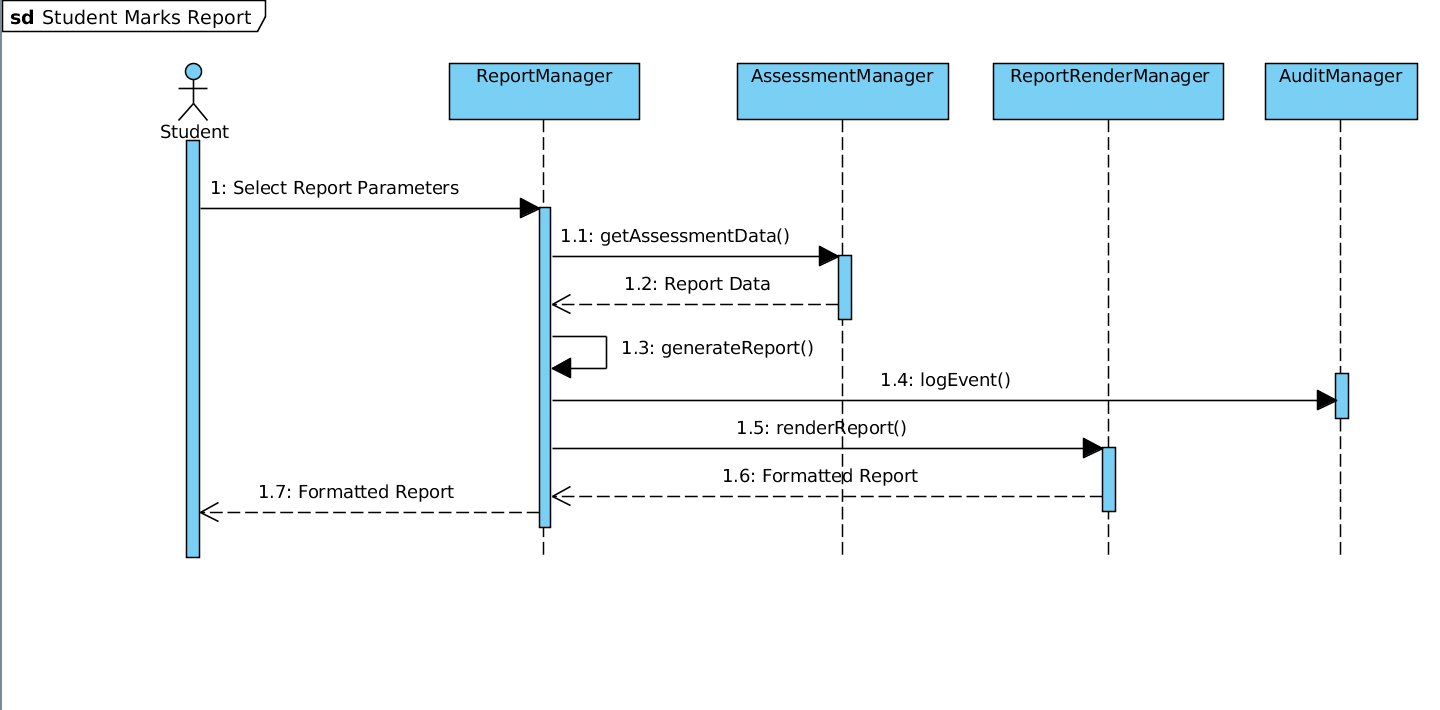 sd Student Marks Report
Student
ReportManager
AssessmentManager
ReportRenderManager
AuditManager
1: Select Report Parameters
1.1: getAssessmentData()
1.2: Report Data
1.3: generateReport()
1.4: logEvent()
1.5: renderReport()
1.6: Formatted Report
1.7: Formatted Report